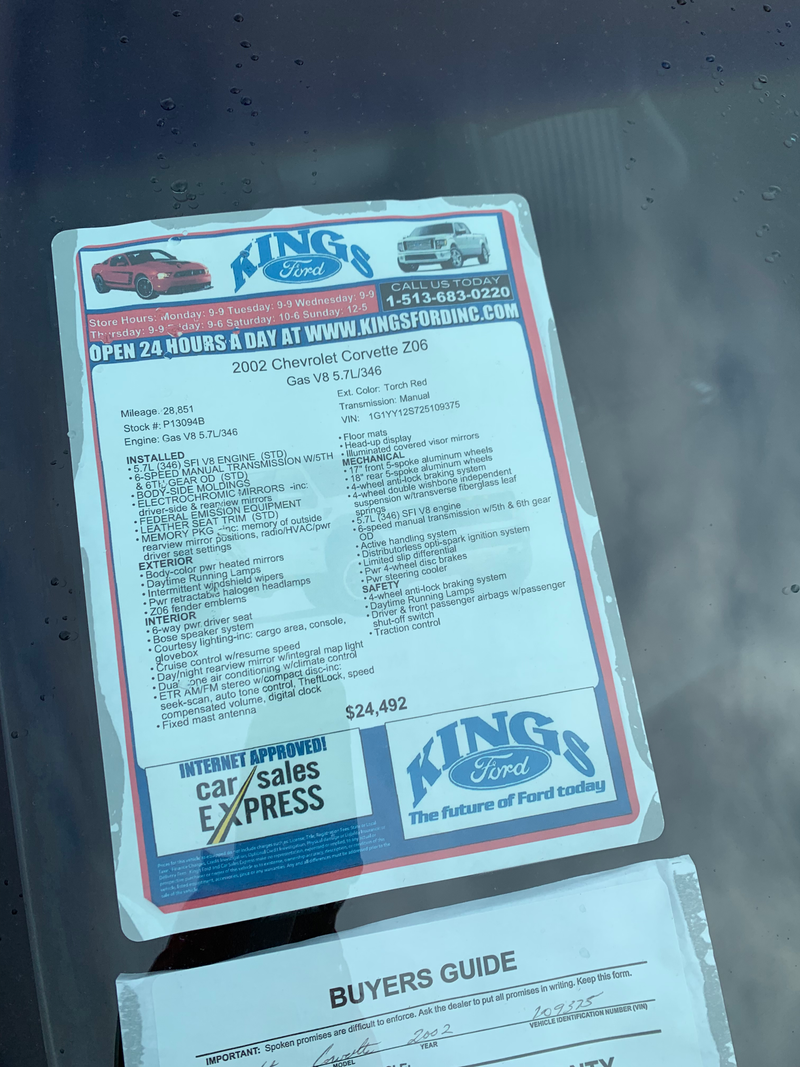 KINGS
Ford
CALL US TODAY
1-513-683-0220
Store Hours: Monday: 9-9 Tuesday: 9-9 Wednesday: 9-9
Thursday: 9-9 day: 9-6 Saturday: 10-6 Sunday: 12-5
OPEN 24 HOURS A DAY AT WWW.KINGSFORDINC.COM
2002 Chevrolet Corvette Z06
Gas V8 5.7L/346
Mileage: 28,851
Stock #: P13094B
Engine: Gas V8 5.7L/346
Ext. Color: Torch Red
Transmission: Manual
VIN: 1G1YY12S725109375
INSTALLED
• 5.7L (346) SFI V8 ENGINE (STD)
• 6-SPEED MANUAL TRANSMISSION W/5TH
& 6TH GEAR OD (STD)
• BODY-SIDE MOLDINGS
• ELECTROCHROMIC MIRRORS -inc:
driver-side & rearview mirrors
• FEDERAL EMISSION EQUIPMENT
• LEATHER SEAT TRIM (STD)
• MEMORY PKG -inc: memory of outside
rearview mirror positions, radio/HVAC/pwr
driver seat settings
EXTERIOR
• Body-color pwr heated mirrors
• Daytime Running Lamps
• Intermittent windshield wipers
• Pwr retractable halogen headlamps
• Z06 fender emblems
INTERIOR
• 6-way pwr driver seat
• Bose speaker system
• Courtesy lighting-inc: cargo area, console,
glovebox
• Cruise control w/resume speed
• Day/night rearview mirror w/integral map light
• Dual zone air conditioning w/climate control
• ETR AM/FM stereo w/compact disc-inc:
seek-scan, auto tone control, TheftLock, speed
compensated volume, digital clock
• Fixed mast antenna
• Floor mats
• Head-up display
• Illuminated covered visor mirrors
MECHANICAL
• 17" front 5-spoke aluminum wheels
• 18" rear 5-spoke aluminum wheels
• 4-wheel anti-lock braking system
• 4-wheel double wishbone independent
suspension w/transverse fiberglass leaf
springs
• 5.7L (346) SFI V8 engine
• 6-speed manual transmission w/5th & 6th gear
OD
• Active handling system
• Distributorless opti-spark ignition system
• Limited slip differential
• Pwr 4-wheel disc brakes
• Pwr steering cooler
SAFETY
• 4-wheel anti-lock braking system
• Daytime Running Lamps
• Driver & front passenger airbags w/passenger
shut-off switch
• Traction control
$24,492
INTERNET APPROVED!
car sales
EXPRESS
KINGS
Ford
The future of Ford today
BUYERS GUIDE
IMPORTANT: Spoken promises are difficult to enforce. Ask the dealer to put all promises in writing. Keep this form.
Corvette 2002 109375
MODEL YEAR VEHICLE IDENTIFICATION NUMBER (VIN)